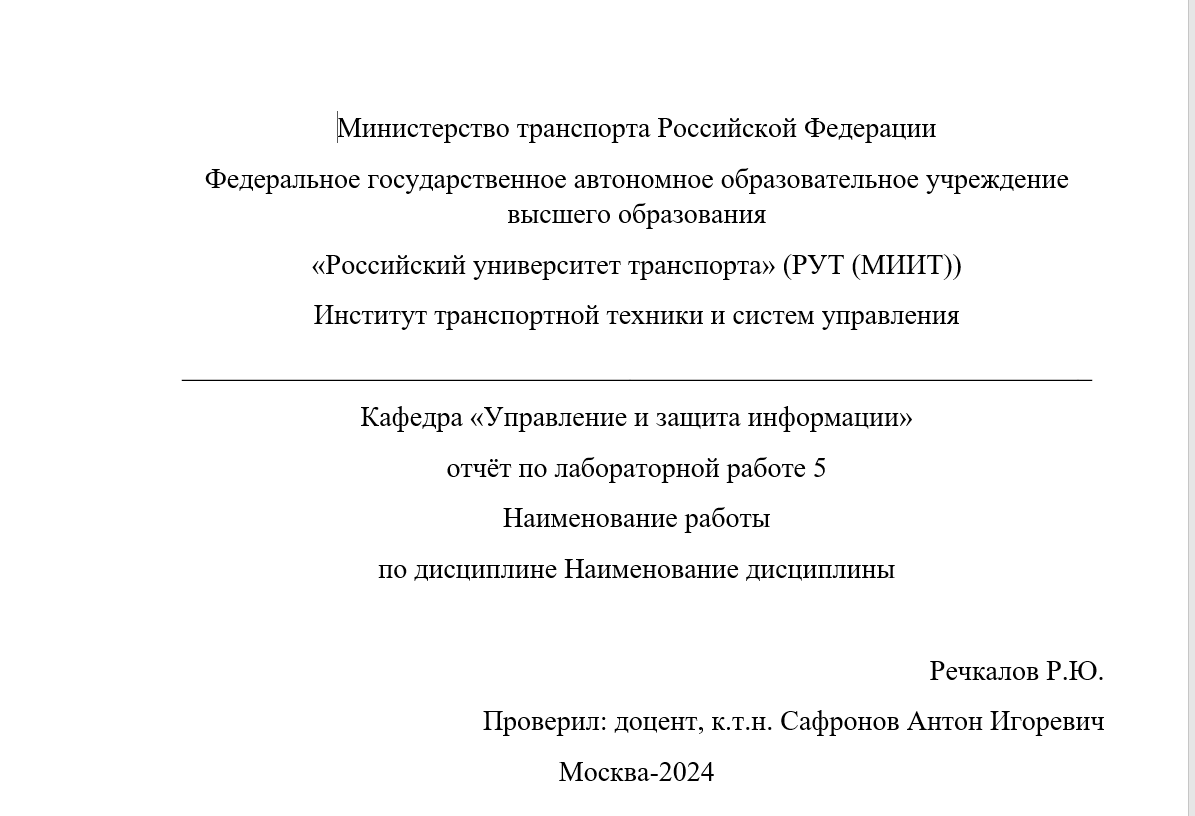 Министерство транспорта Российской Федерации
Федеральное государственное автономное образовательное учреждение
высшего образования
«Российский университет транспорта» (РУТ (МИИТ))
Институт транспортной техники и систем управления
Кафедра «Управление и защита информации»
отчёт по лабораторной работе 5
Наименование работы
по дисциплине Наименование дисциплины
Речкалов Р.Ю.
Проверил: доцент, к.т.н. Сафронов Антон Игоревич
Москва-2024